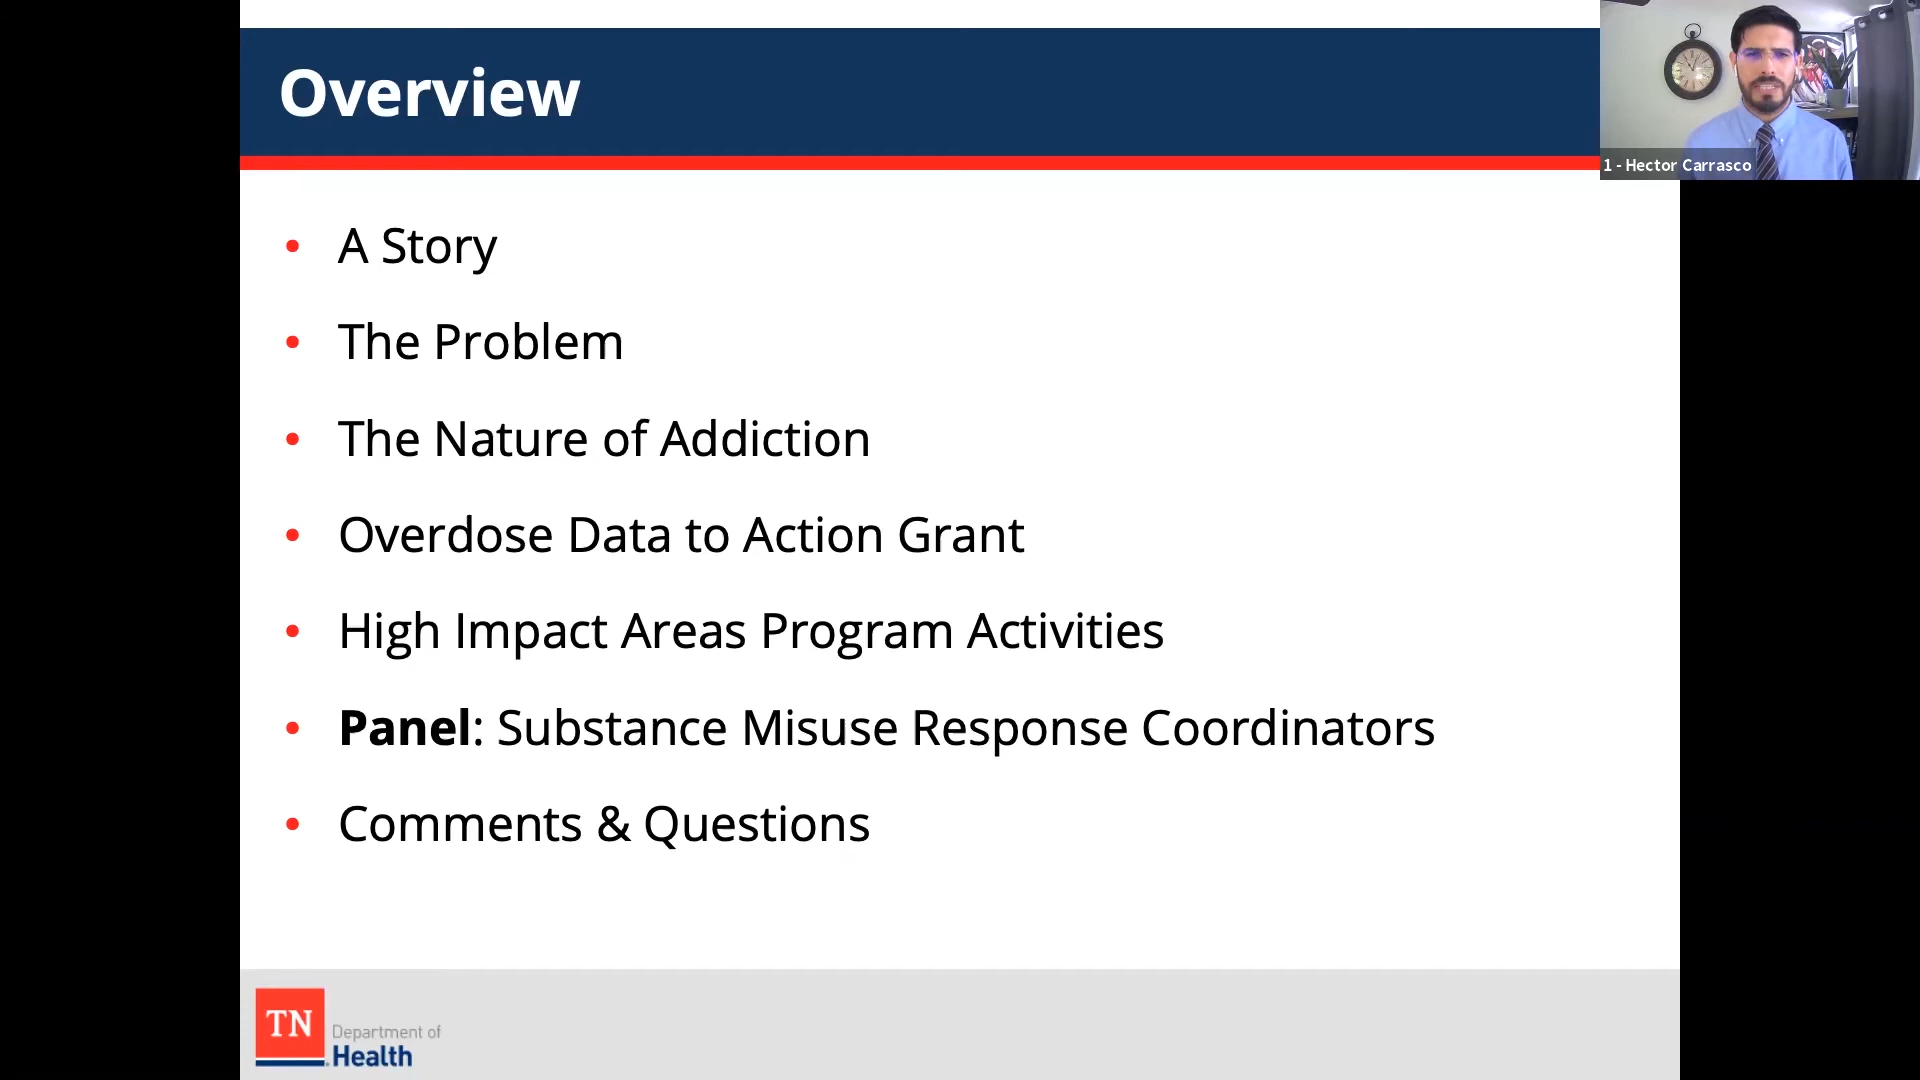 Overview
1 - Hector Carrasco
• A Story
• The Problem
• The Nature of Addiction
• Overdose Data to Action Grant
• High Impact Areas Program Activities
• Panel: Substance Misuse Response Coordinators
• Comments & Questions
TN
Department of
Health